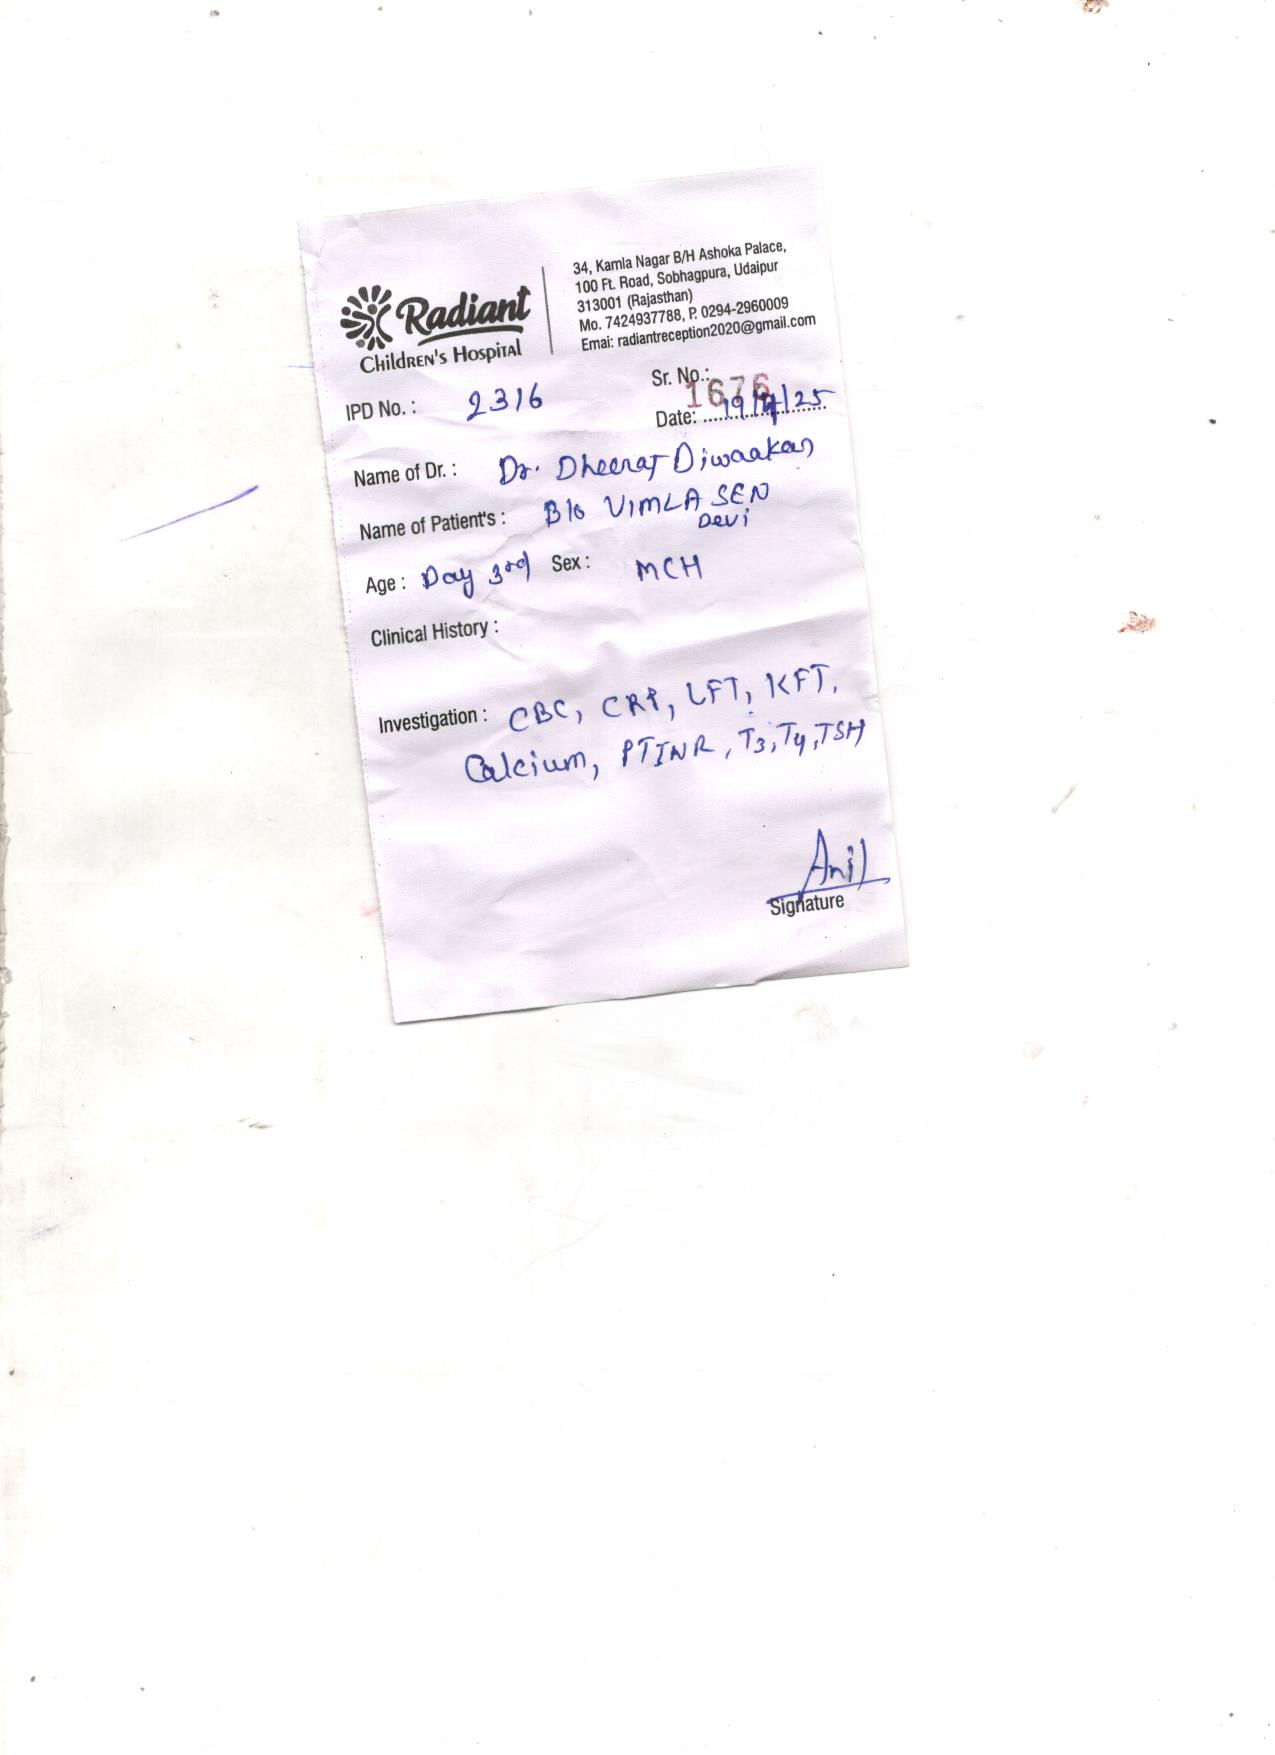 Radiant
Children's Hospital
34, Kamla Nagar B/H Ashoka Palace,
100 Ft. Road, Sobhagpura, Udaipur
313001 (Rajasthan)
Mo. 7424937788, P. 0294-2960009
Emai: radiantreception2020@gmail.com
IPD No. : 2316
Sr. No.: 1676
Date: 19/ /25
Name of Dr. : Dr. Dheeraj Diwaakar
Name of Patient's : B/o VIMLA SEN
Devi
Age : Day 3rd Sex : MCH
Clinical History :
Investigation : CBC, CRP, LFT, KFT,
Calcium, PTINR, T3, T4, TSH
Anil
Signature